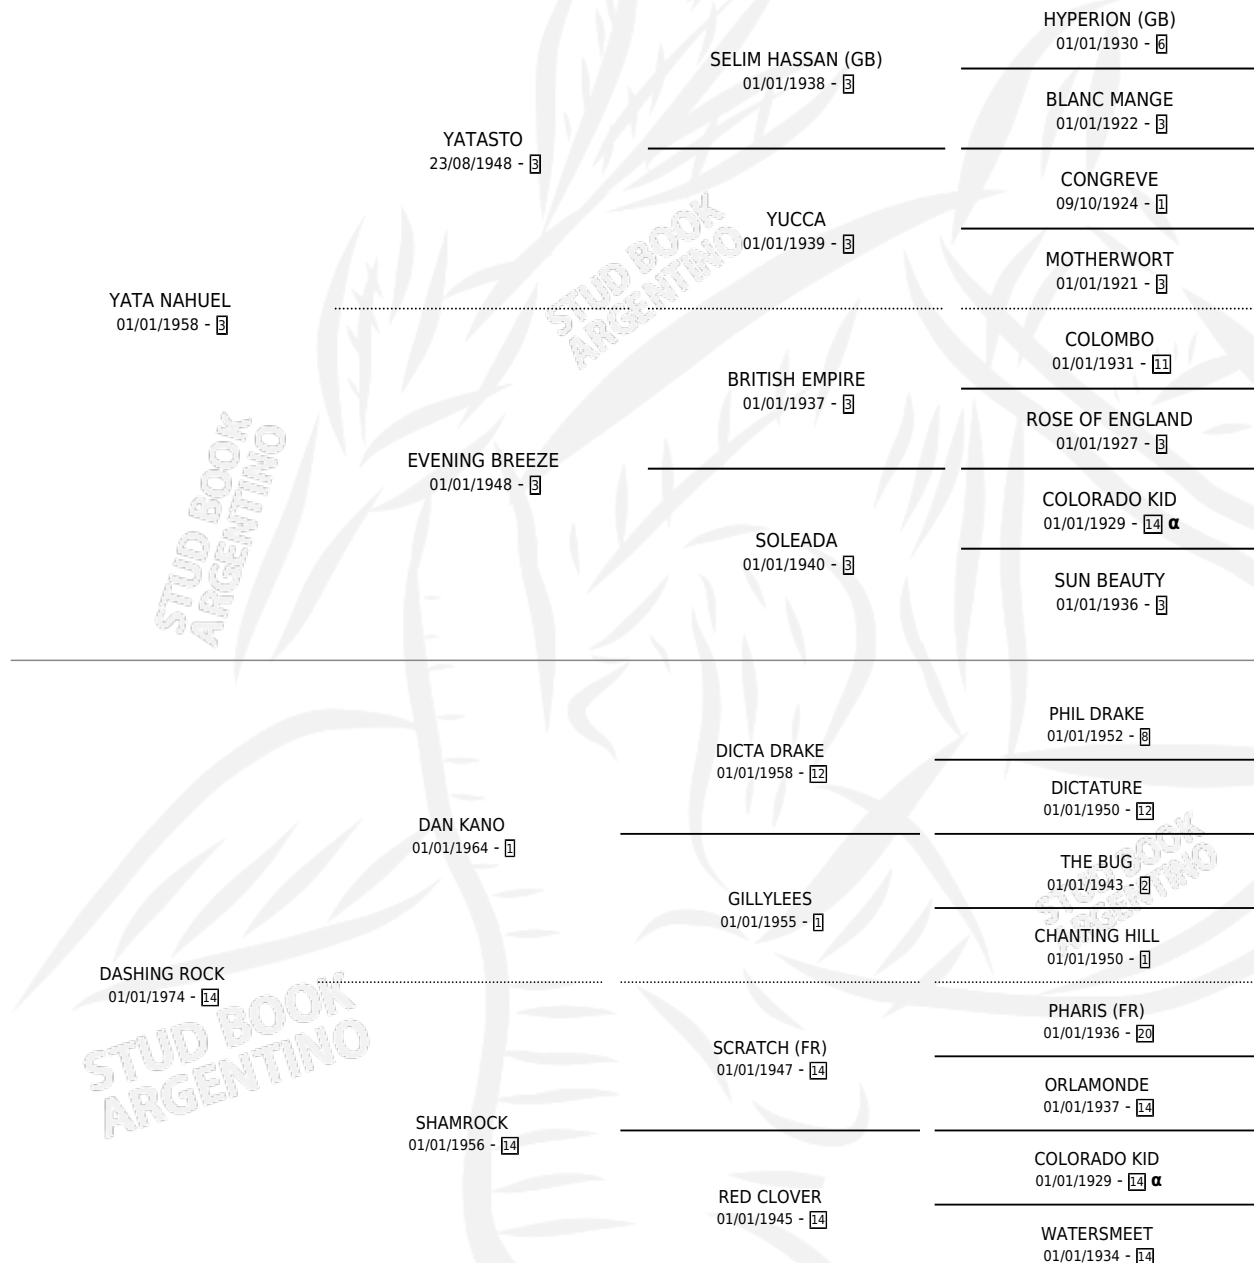 HYPERION (GB)
01/01/1930 - 6
SELIM HASSAN (GB)
01/01/1938 - 3
BLANC MANGE
01/01/1922 - 3
YATASTO
23/08/1948 - 3
CONGREVE
09/10/1924 - 1
YUCCA
01/01/1939 - 3
MOTHERWORT
01/01/1921 - 3
STUD BOOK
ARGENTINO
YATA NAHUEL
01/01/1958 - 3
COLOMBO
01/01/1931 - 11
BRITISH EMPIRE
01/01/1937 - 3
ROSE OF ENGLAND
01/01/1927 - 3
EVENING BREEZE
01/01/1948 - 3
COLORADO KID
01/01/1929 - 14 α
SOLEADA
01/01/1940 - 3
SUN BEAUTY
01/01/1936 - 3
STUD BOOK
ARGENTINO
PHIL DRAKE
01/01/1952 - 8
DICTA DRAKE
01/01/1958 - 12
DICTATURE
01/01/1950 - 12
DAN KANO
01/01/1964 - 1
THE BUG
01/01/1943 - 2
GILLYLEES
01/01/1955 - 1
CHANTING HILL
01/01/1950 - 1
STUD BOOK
ARGENTINO
DASHING ROCK
01/01/1974 - 14
PHARIS (FR)
01/01/1936 - 20
SCRATCH (FR)
01/01/1947 - 14
ORLAMONDE
01/01/1937 - 14
STUD BOOK
ARGENTINO
SHAMROCK
01/01/1956 - 14
COLORADO KID
01/01/1929 - 14 α
RED CLOVER
01/01/1945 - 14
WATERSMEET
01/01/1934 - 14